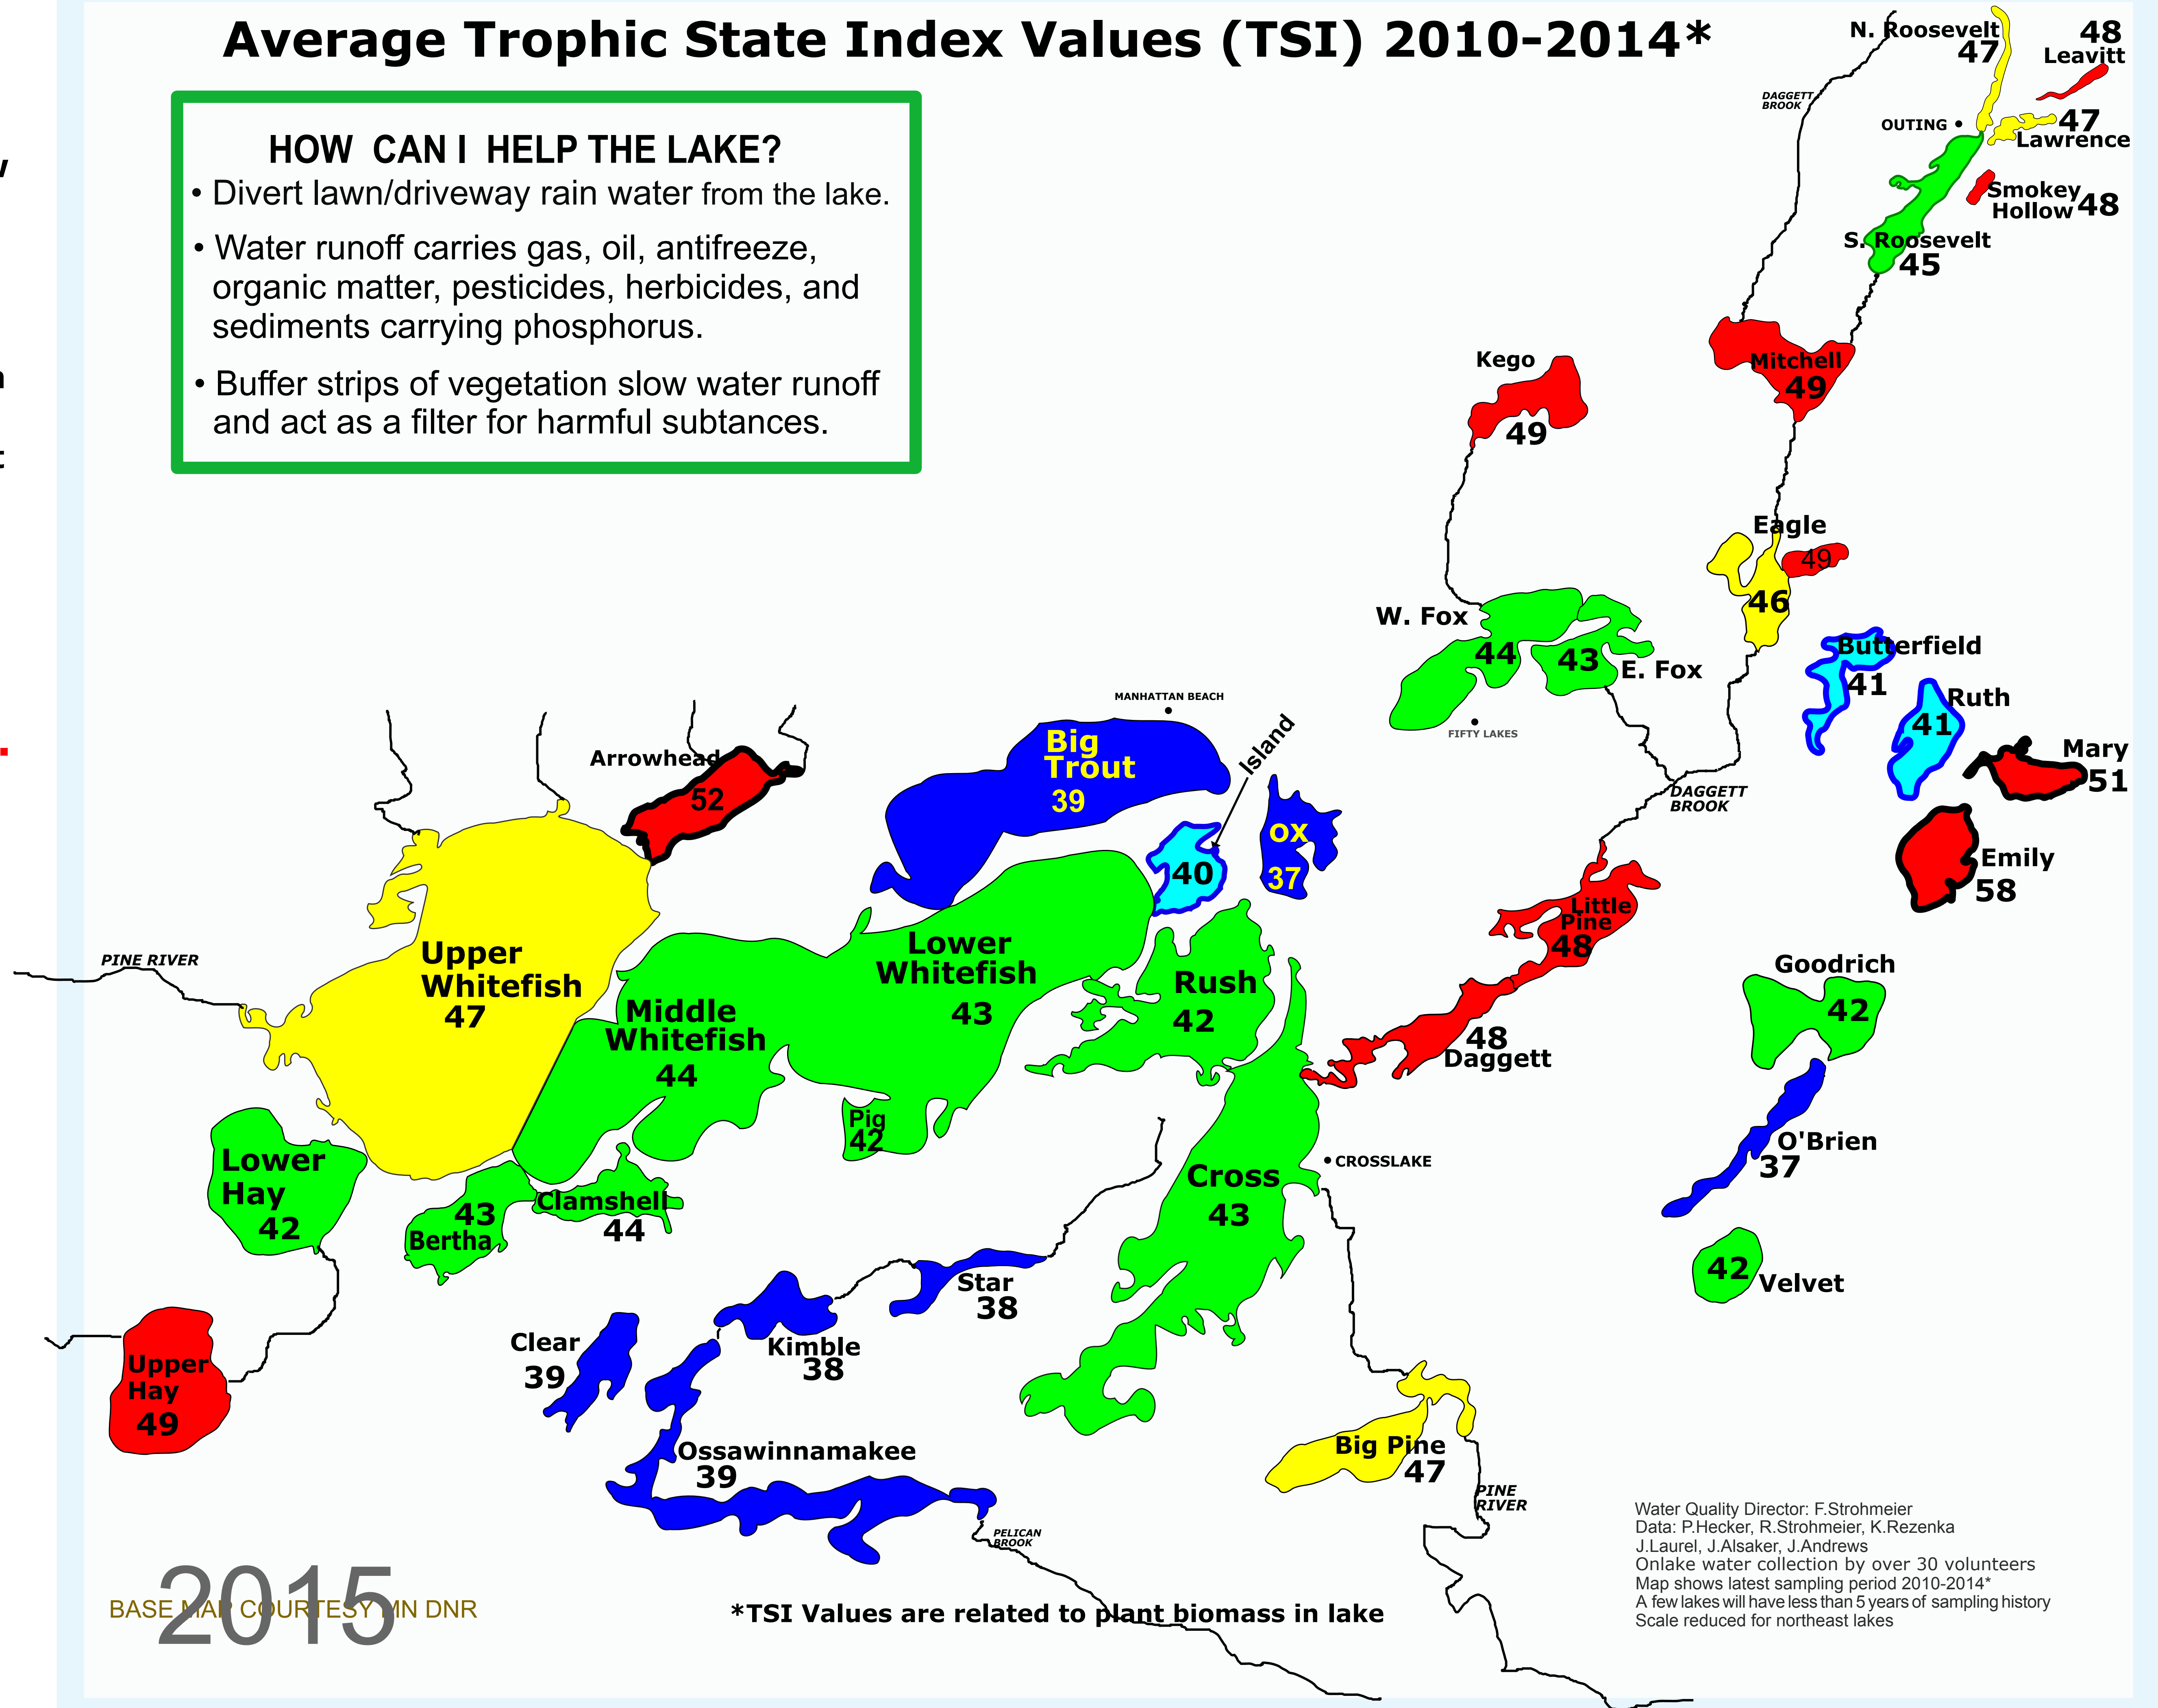 Average Trophic State Index Values (TSI) 2010-2014*
HOW CAN I HELP THE LAKE?
• Divert lawn/driveway rain water from the lake.
• Water runoff carries gas, oil, antifreeze,
organic matter, pesticides, herbicides, and
sediments carrying phosphorus.
• Buffer strips of vegetation slow water runoff
and act as a filter for harmful subtances.
N. Roosevelt
47
48
Leavitt
DAGGETT
BROOK
OUTING
47
Lawrence
Smokey
Hollow 48
S. Roosevelt
45
Mitchell
49
Kego
49
Eagle
49
46
W. Fox
44
43
E. Fox
FIFTY LAKES
Butterfield
41
Ruth
41
Mary
51
Emily
58
DAGGETT
BROOK
MANHATTAN BEACH
Island
40
Big
Trout
39
ox
37
Arrowhead
52
Little
Pine
48
48
Daggett
PINE RIVER
Upper
Whitefish
47
Middle
Whitefish
44
Lower
Whitefish
43
Rush
42
Goodrich
42
O'Brien
37
42
Velvet
Pig
42
Cross
43
CROSSLAKE
Lower
Hay
42
43
Bertha
Clamshell
44
Star
38
Kimble
38
Clear
39
Upper
Hay
49
Ossawinnamakee
39
Big Pine
47
PINE
RIVER
PELICAN
BROOK
2015
BASE MAP COURTESY MN DNR
*TSI Values are related to plant biomass in lake
Water Quality Director: F.Strohmeier
Data: P.Hecker, R.Strohmeier, K.Rezenka
J.Laurel, J.Alsaker, J.Andrews
Onlake water collection by over 30 volunteers
Map shows latest sampling period 2010-2014*
A few lakes will have less than 5 years of sampling history
Scale reduced for northeast lakes